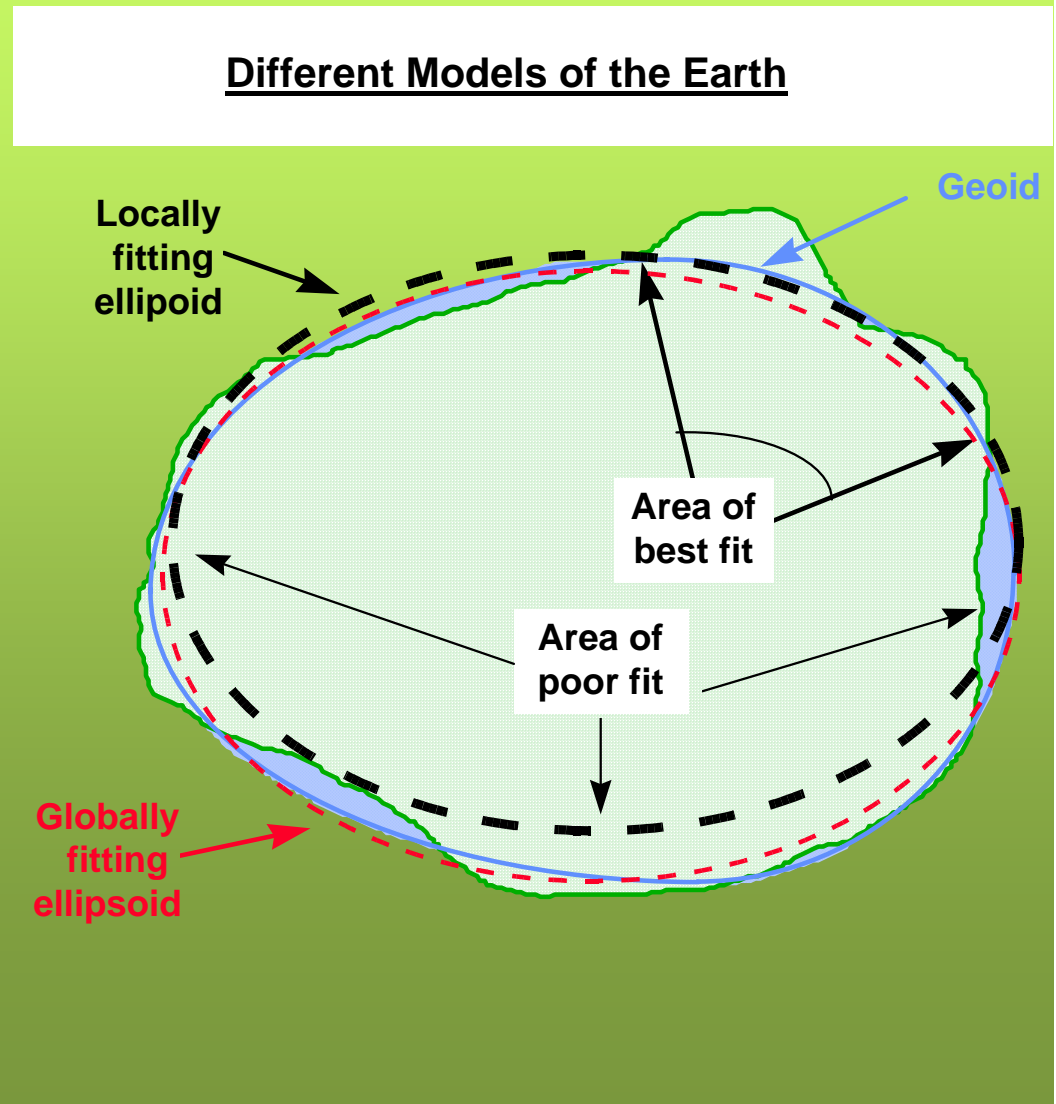 Different Models of the Earth
Geoid
Locally
fitting
ellipoid
Area of
best fit
Area of
poor fit
Globally
fitting
ellipsoid